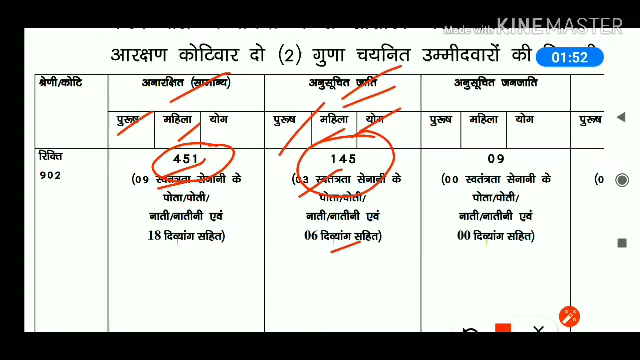 Made with KINEMASTER
01:52
आरक्षण कोटिवार दो (2) गुणा चयनित उम्मीदवारों की
श्रेणी/कोटि अनारक्षित (सामान्य) अनुसूचित जाति अनुसूचित जनजाति
पुरूष महिला योग पुरूष महिला योग पुरूष महिला योग पुरूष
रिक्ति 451 145 09
902 (09 स्वतंत्रता सेनानी के (03 स्वतंत्रता सेनानी के (00 स्वतंत्रता सेनानी के (0
पोता/पोती/ पोता/पोती/ पोता/पोती/
नाती/नातीनी एवं नाती/नातीनी एवं नाती/नातीनी एवं
18 दिव्यांग सहित) 06 दिव्यांग सहित) 00 दिव्यांग सहित)